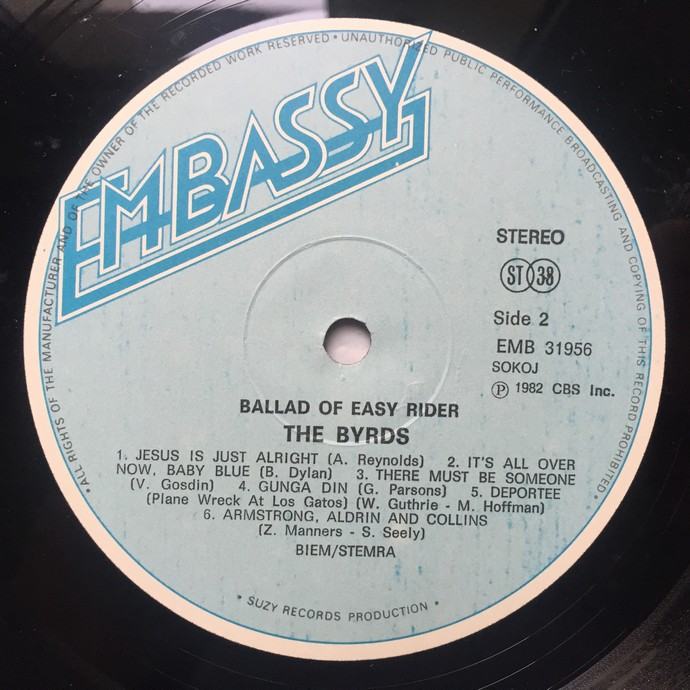 · ALL RIGHTS OF THE MANUFACTURER AND OF THE OWNER OF THE RECORDED WORK RESERVED · UNAUTHORIZED PUBLIC PERFORMANCE BROADCASTING AND COPYING OF THIS RECORD PROHIBITED ·
EMBASSY
STEREO
ST 38
Side 2
EMB 31956
SOKOJ
Ⓟ 1982 CBS Inc.
BALLAD OF EASY RIDER
THE BYRDS
1. JESUS IS JUST ALRIGHT (A. Reynolds) 2. IT'S ALL OVER
NOW, BABY BLUE (B. Dylan) 3. THERE MUST BE SOMEONE
(V. Gosdin) 4. GUNGA DIN (G. Parsons) 5. DEPORTEE
(Plane Wreck At Los Gatos) (W. Guthrie - M. Hoffman)
6. ARMSTRONG, ALDRIN AND COLLINS
(Z. Manners - S. Seely)
BIEM/STEMRA
· SUZY RECORDS PRODUCTION ·